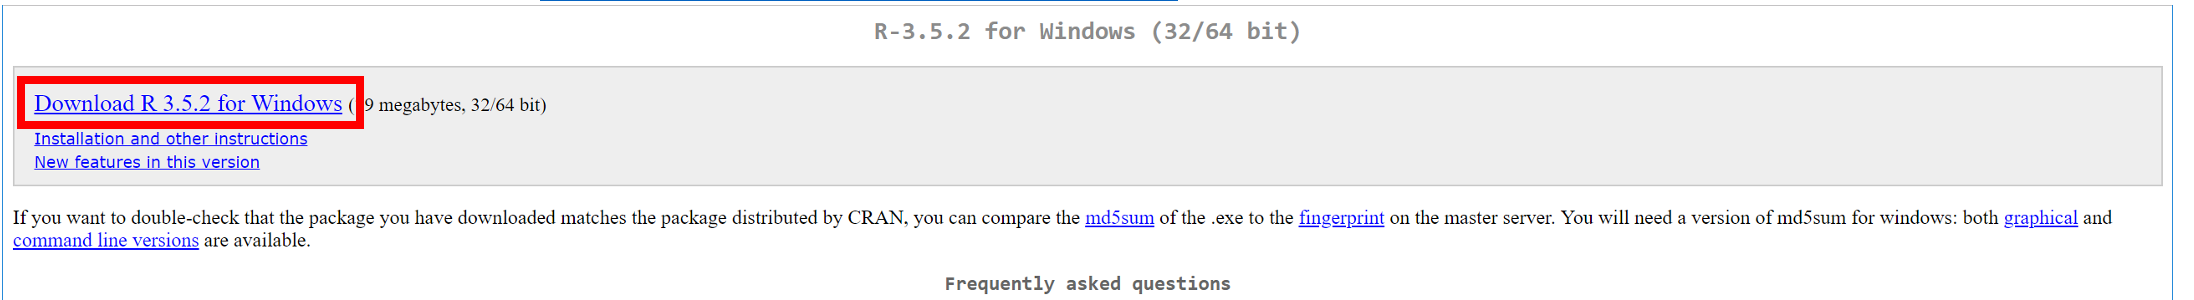 R-3.5.2 for Windows (32/64 bit)
Download R 3.5.2 for Windows ( 9 megabytes, 32/64 bit)
Installation and other instructions
New features in this version
If you want to double-check that the package you have downloaded matches the package distributed by CRAN, you can compare the md5sum of the .exe to the fingerprint on the master server. You will need a version of md5sum for windows: both graphical and
command line versions are available.
Frequently asked questions